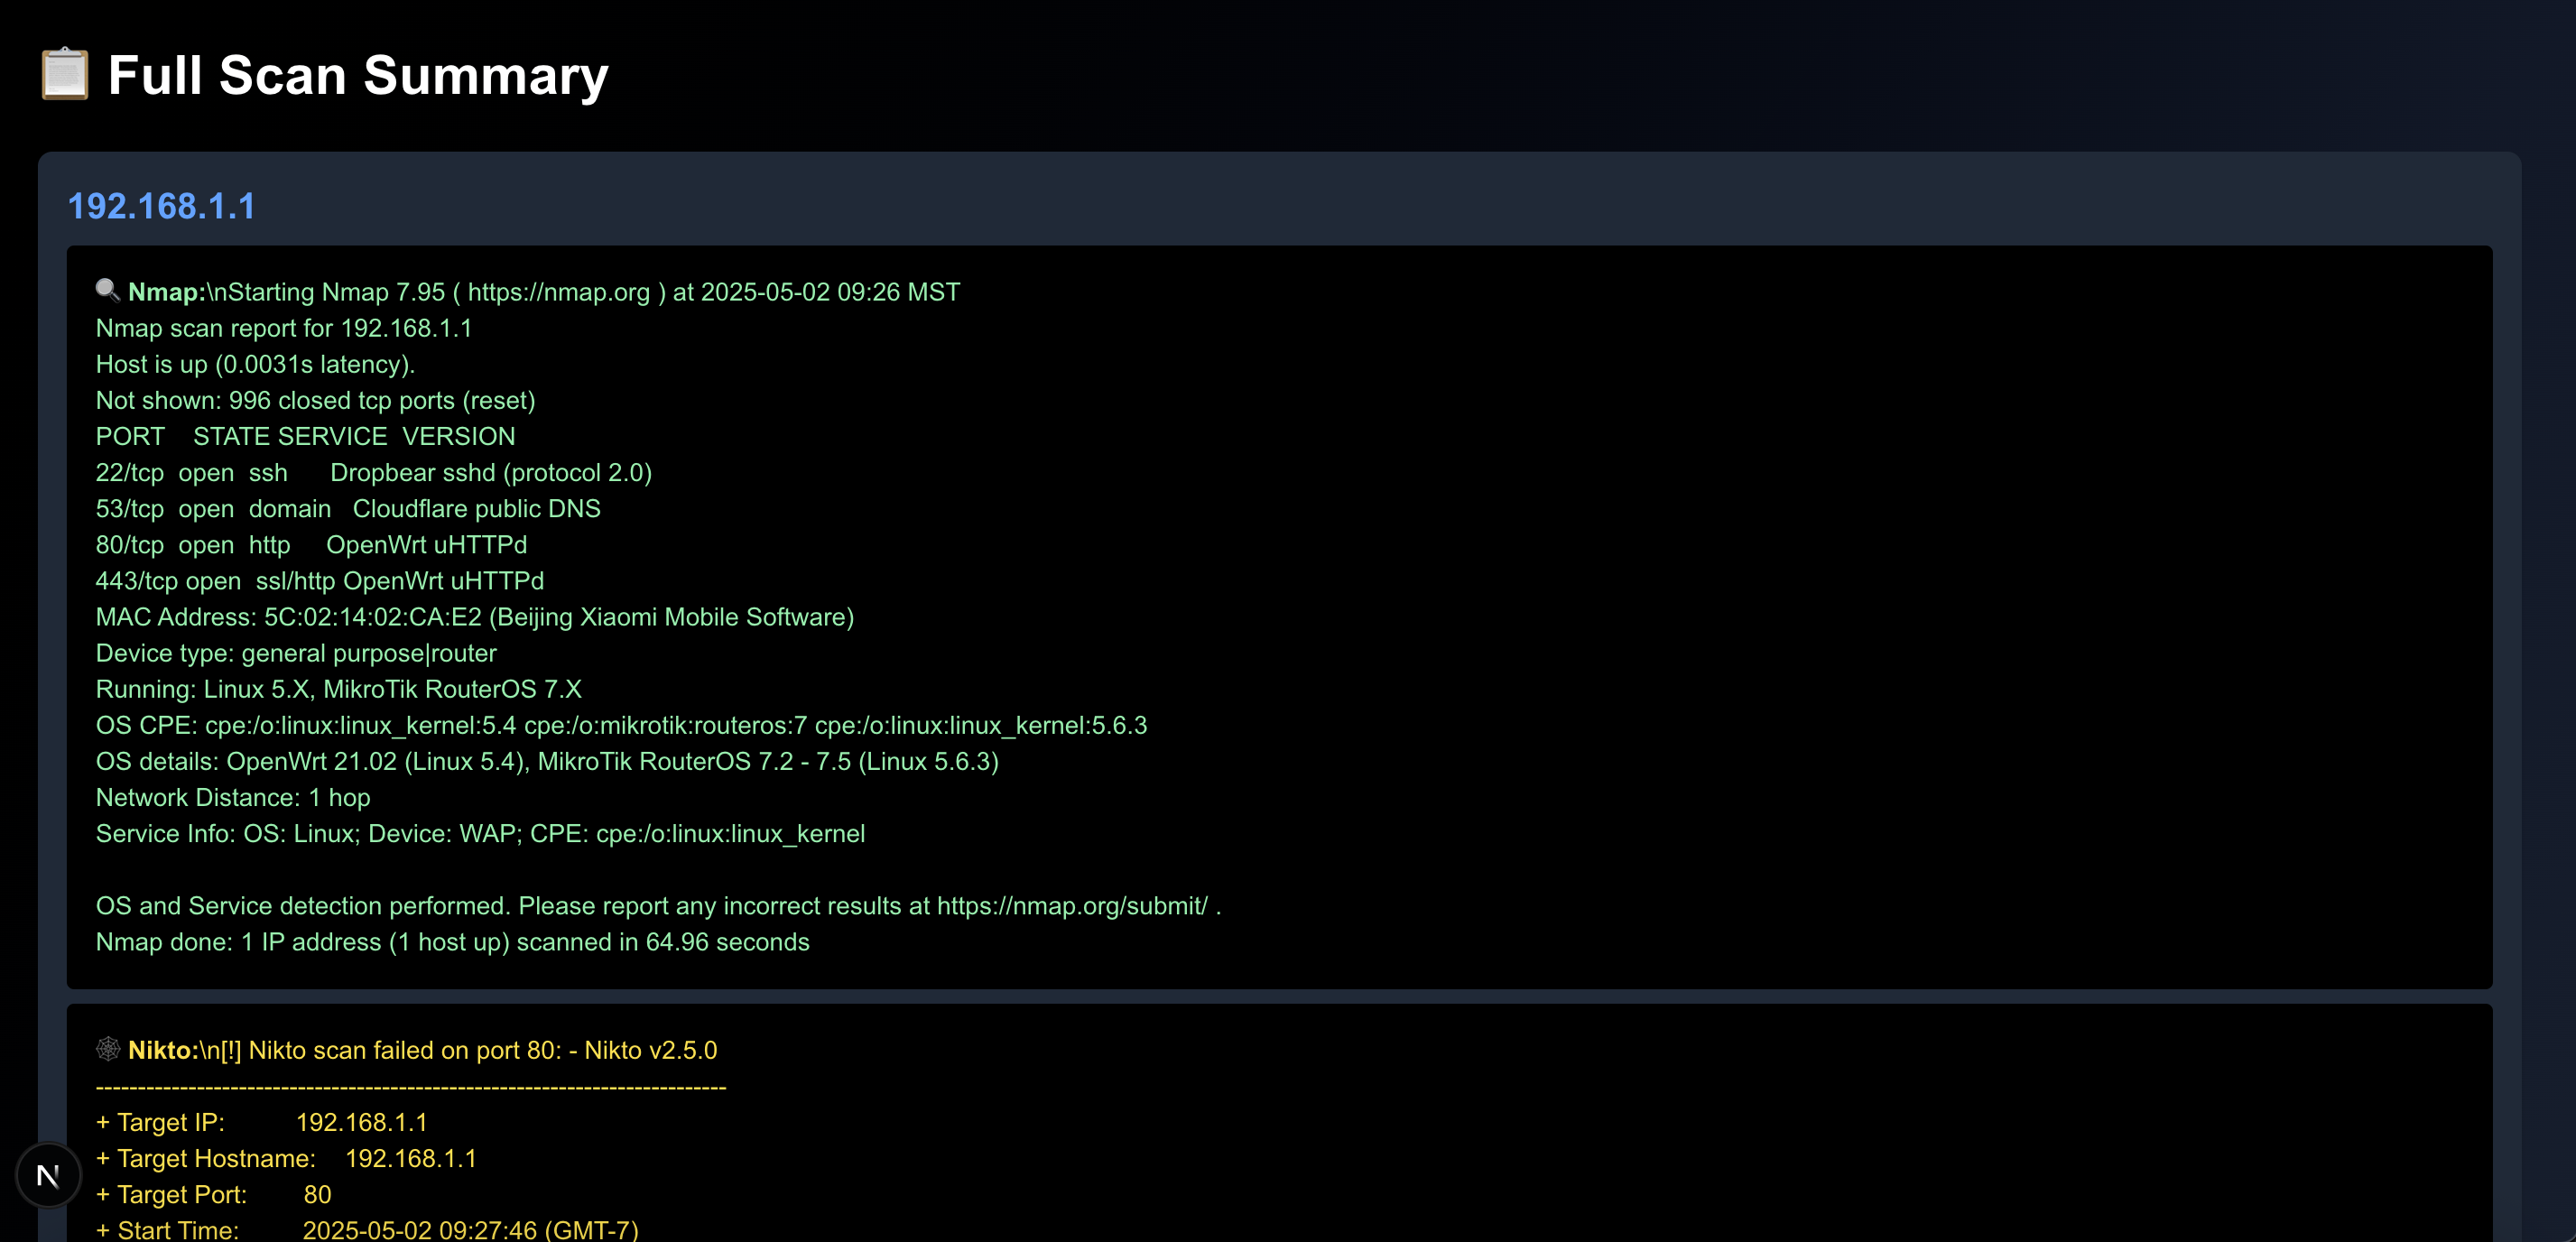 Full Scan Summary
192.168.1.1
Nmap:\nStarting Nmap 7.95 ( https://nmap.org ) at 2025-05-02 09:26 MST
Nmap scan report for 192.168.1.1
Host is up (0.0031s latency).
Not shown: 996 closed tcp ports (reset)
PORT    STATE SERVICE  VERSION
22/tcp  open  ssh      Dropbear sshd (protocol 2.0)
53/tcp  open  domain   Cloudflare public DNS
80/tcp  open  http     OpenWrt uHTTPd
443/tcp open  ssl/http OpenWrt uHTTPd
MAC Address: 5C:02:14:02:CA:E2 (Beijing Xiaomi Mobile Software)
Device type: general purpose|router
Running: Linux 5.X, MikroTik RouterOS 7.X
OS CPE: cpe:/o:linux:linux_kernel:5.4 cpe:/o:mikrotik:routeros:7 cpe:/o:linux:linux_kernel:5.6.3
OS details: OpenWrt 21.02 (Linux 5.4), MikroTik RouterOS 7.2 - 7.5 (Linux 5.6.3)
Network Distance: 1 hop
Service Info: OS: Linux; Device: WAP; CPE: cpe:/o:linux:linux_kernel
OS and Service detection performed. Please report any incorrect results at https://nmap.org/submit/ .
Nmap done: 1 IP address (1 host up) scanned in 64.96 seconds
Nikto:\n[!] Nikto scan failed on port 80: - Nikto v2.5.0
---------------------------------------------------------------------------
+ Target IP:          192.168.1.1
+ Target Hostname:    192.168.1.1
+ Target Port:        80
+ Start Time:         2025-05-02 09:27:46 (GMT-7)
N